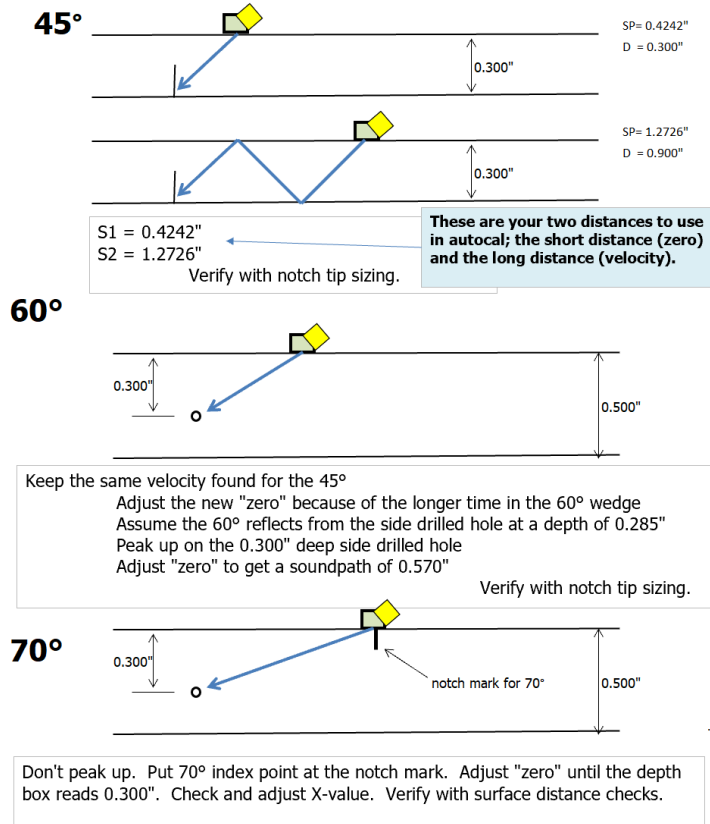 45°
SP= 0.4242"
D = 0.300"
0.300"
SP= 1.2726"
D = 0.900"
0.300"
S1 = 0.4242"
S2 = 1.2726"
Verify with notch tip sizing.
These are your two distances to use
in autocal; the short distance (zero)
and the long distance (velocity).
60°
0.300"
0.500"
Keep the same velocity found for the 45°
Adjust the new "zero" because of the longer time in the 60° wedge
Assume the 60° reflects from the side drilled hole at a depth of 0.285"
Peak up on the 0.300" deep side drilled hole
Adjust "zero" to get a soundpath of 0.570"
Verify with notch tip sizing.
70°
0.300"
notch mark for 70°
0.500"
Don't peak up. Put 70° index point at the notch mark. Adjust "zero" until the depth
box reads 0.300". Check and adjust X-value. Verify with surface distance checks.